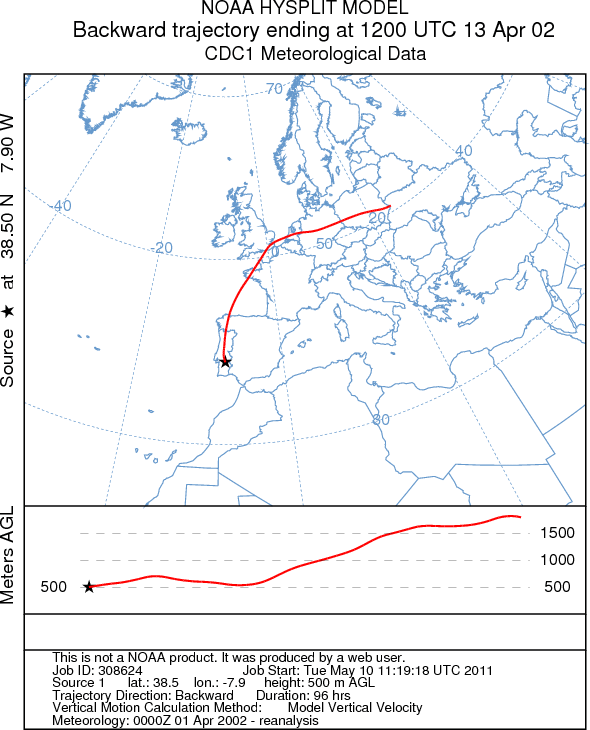 NOAA HYSPLIT MODEL
Backward trajectory ending at 1200 UTC 13 Apr 02
CDC1 Meteorological Data
Source ★ at 38.50 N 7.90 W
70
40
-40
20
-20
50
0
30
Meters AGL
1500
1000
500
500
This is not a NOAA product. It was produced by a web user.
Job ID: 308624 Job Start: Tue May 10 11:19:18 UTC 2011
Source 1 lat.: 38.5 lon.: -7.9 height: 500 m AGL
Trajectory Direction: Backward Duration: 96 hrs
Vertical Motion Calculation Method: Model Vertical Velocity
Meteorology: 0000Z 01 Apr 2002 - reanalysis